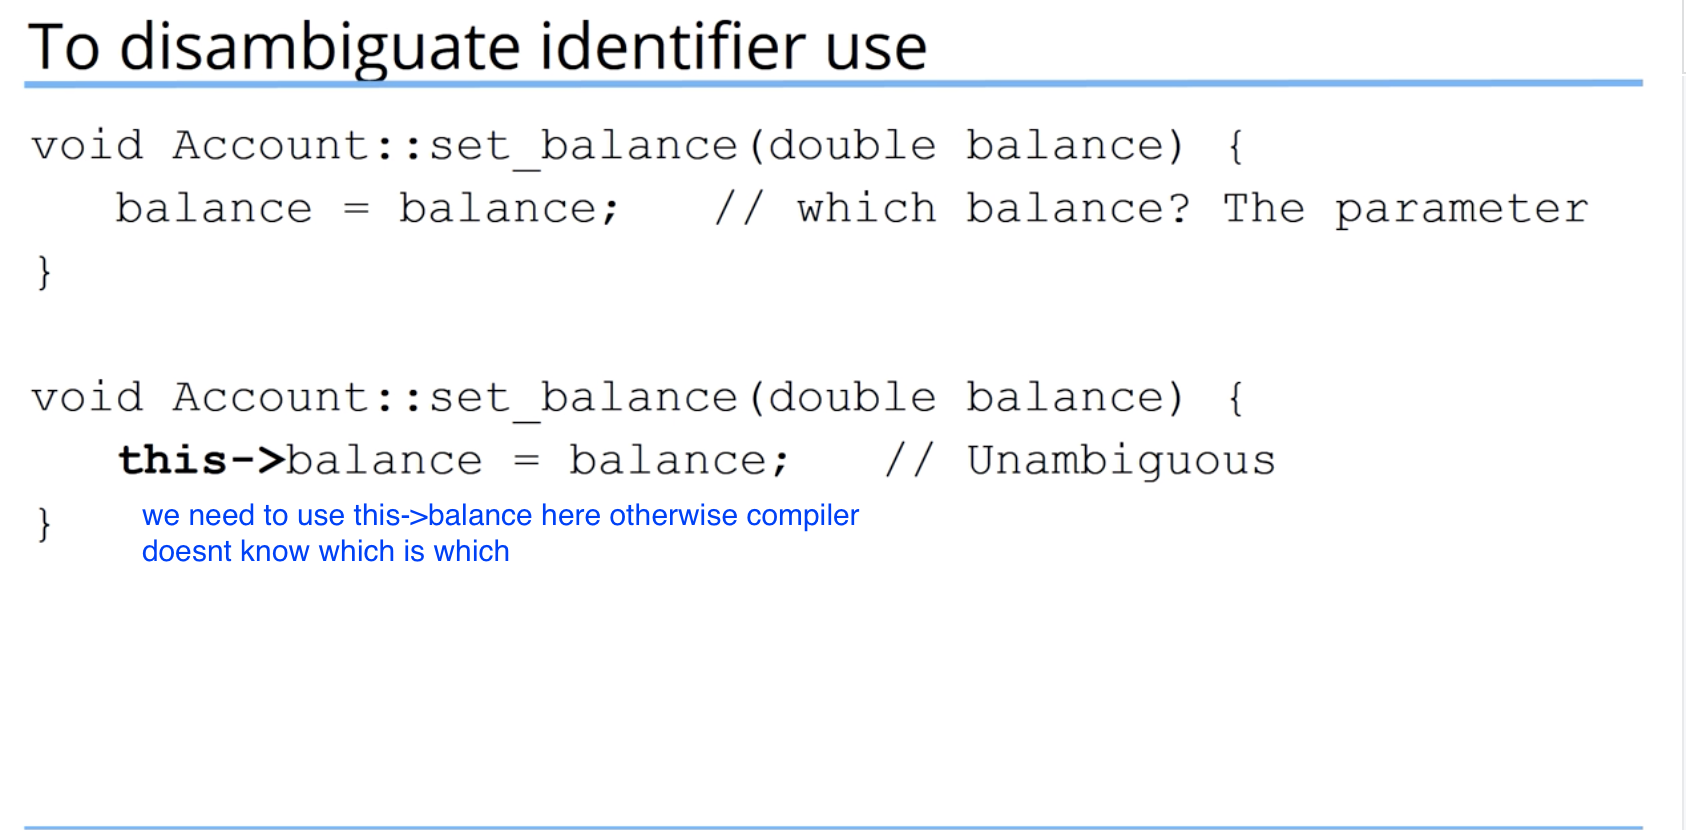 To disambiguate identifier use
void Account::set_balance(double balance) {
balance = balance;   // which balance? The parameter
}
void Account::set_balance(double balance) {
this->balance = balance;   // Unambiguous
}
we need to use this->balance here otherwise compiler
doesnt know which is which